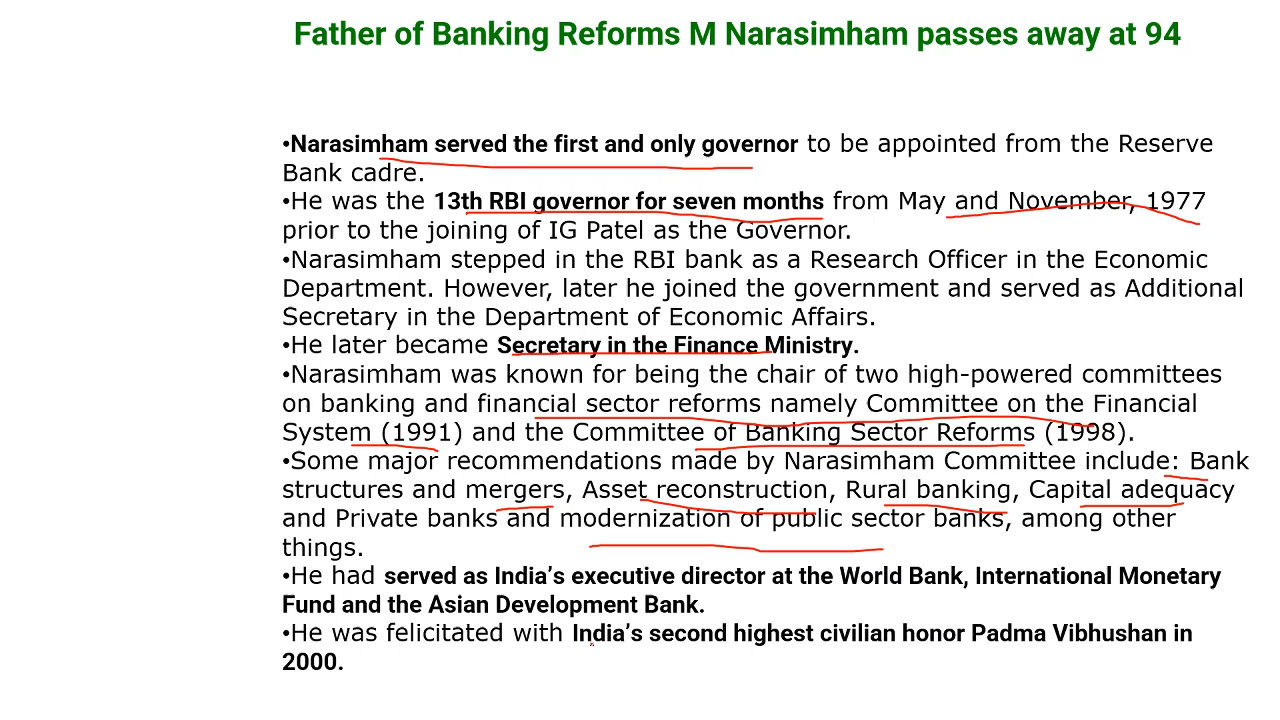 Father of Banking Reforms M Narasimham passes away at 94
•Narasimham served the first and only governor to be appointed from the Reserve
Bank cadre.
•He was the 13th RBI governor for seven months from May and November, 1977
prior to the joining of IG Patel as the Governor.
•Narasimham stepped in the RBI bank as a Research Officer in the Economic
Department. However, later he joined the government and served as Additional
Secretary in the Department of Economic Affairs.
•He later became Secretary in the Finance Ministry.
•Narasimham was known for being the chair of two high-powered committees
on banking and financial sector reforms namely Committee on the Financial
System (1991) and the Committee of Banking Sector Reforms (1998).
•Some major recommendations made by Narasimham Committee include: Bank
structures and mergers, Asset reconstruction, Rural banking, Capital adequacy
and Private banks and modernization of public sector banks, among other
things.
•He had served as India’s executive director at the World Bank, International Monetary
Fund and the Asian Development Bank.
•He was felicitated with India’s second highest civilian honor Padma Vibhushan in
2000.